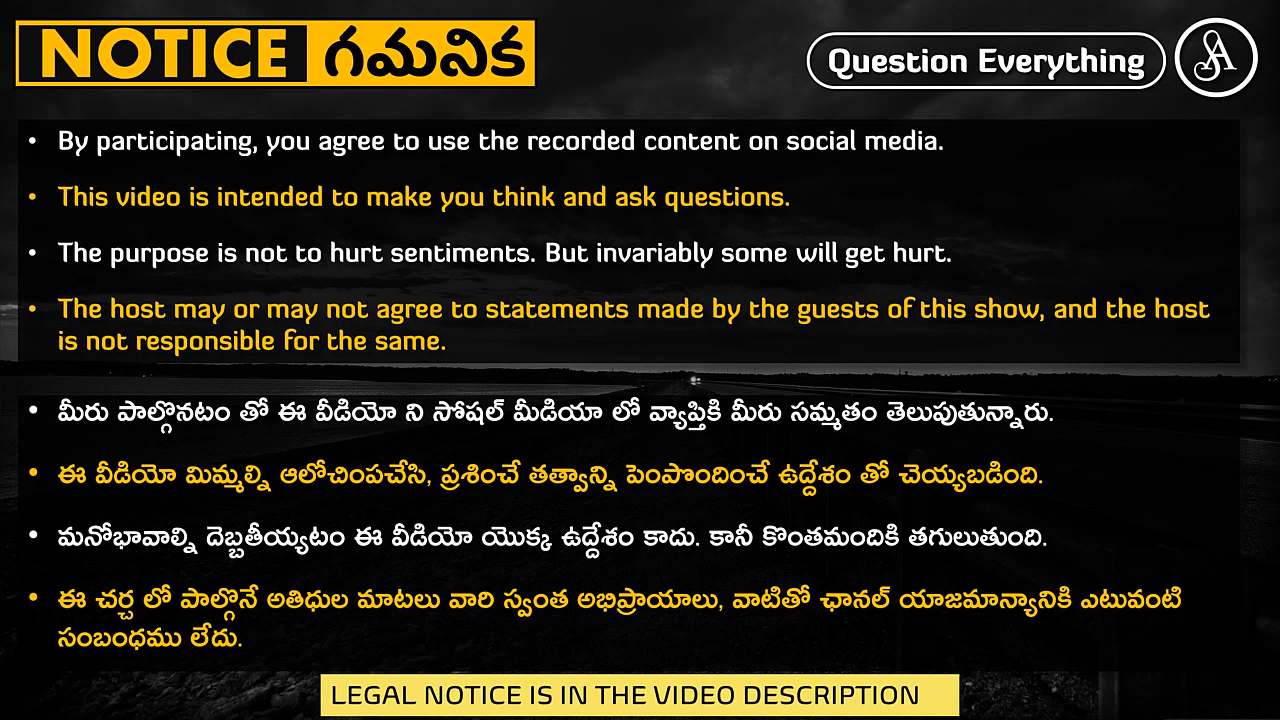 NOTICE గమనిక
Question Everything
• By participating, you agree to use the recorded content on social media.
• This video is intended to make you think and ask questions.
• The purpose is not to hurt sentiments. But invariably some will get hurt.
• The host may or may not agree to statements made by the guests of this show, and the host
is not responsible for the same.
• మీరు పాల్గొనటం తో ఈ వీడియో ని సోషల్ మీడియా లో వ్యాప్తికి మీరు సమ్మతం తెలుపుతున్నారు.
• ఈ వీడియో మిమ్మల్ని ఆలోచింపచేసి, ప్రశించే తత్వాన్ని పెంపొందించే ఉద్దేశం తో చెయ్యబడింది.
• మనోభావాల్ని దెబ్బతీయ్యటం ఈ వీడియో యొక్క ఉద్దేశం కాదు. కానీ కొంతమందికి తగులుతుంది.
• ఈ చర్చ లో పాల్గొనే అతిధుల మాటలు వారి స్వంత అభిప్రాయాలు, వాటితో ఛానల్ యాజమాన్యానికి ఎటువంటి
సంబంధము లేదు.
LEGAL NOTICE IS IN THE VIDEO DESCRIPTION